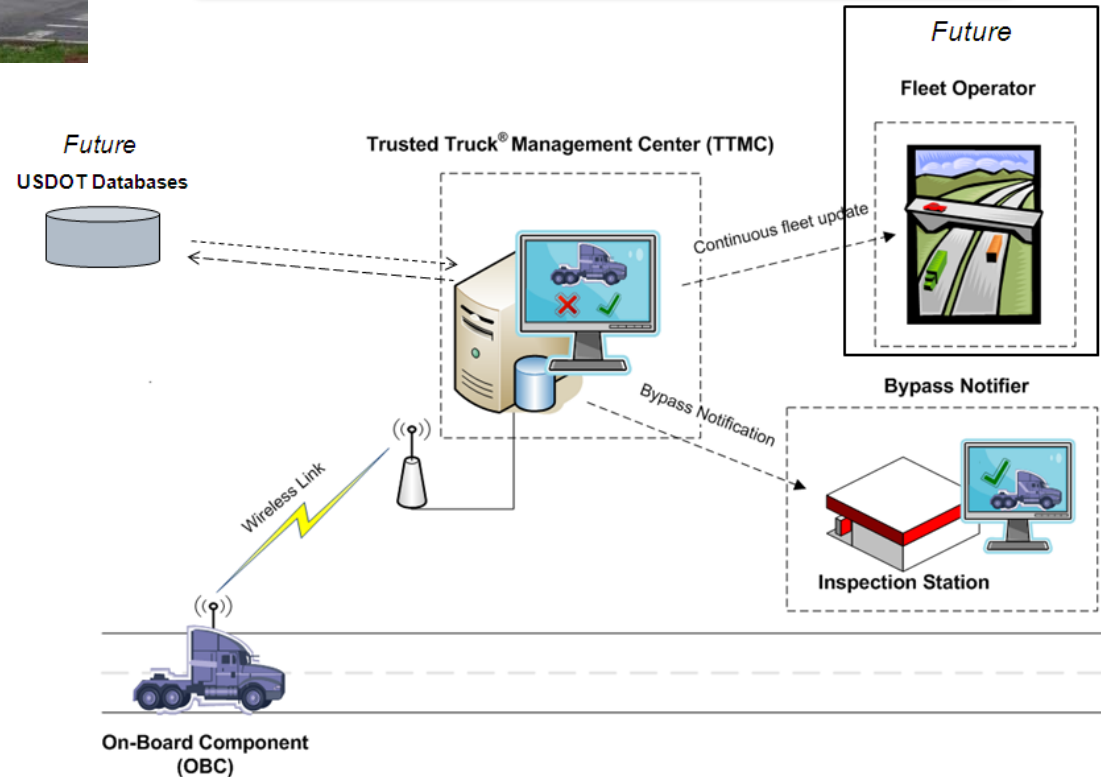 Future
Fleet Operator
Future
USDOT Databases
Trusted Truck® Management Center (TTMC)
Continuous fleet update
Bypass Notifier
Bypass Notification
Wireless Link
Inspection Station
On-Board Component
(OBC)